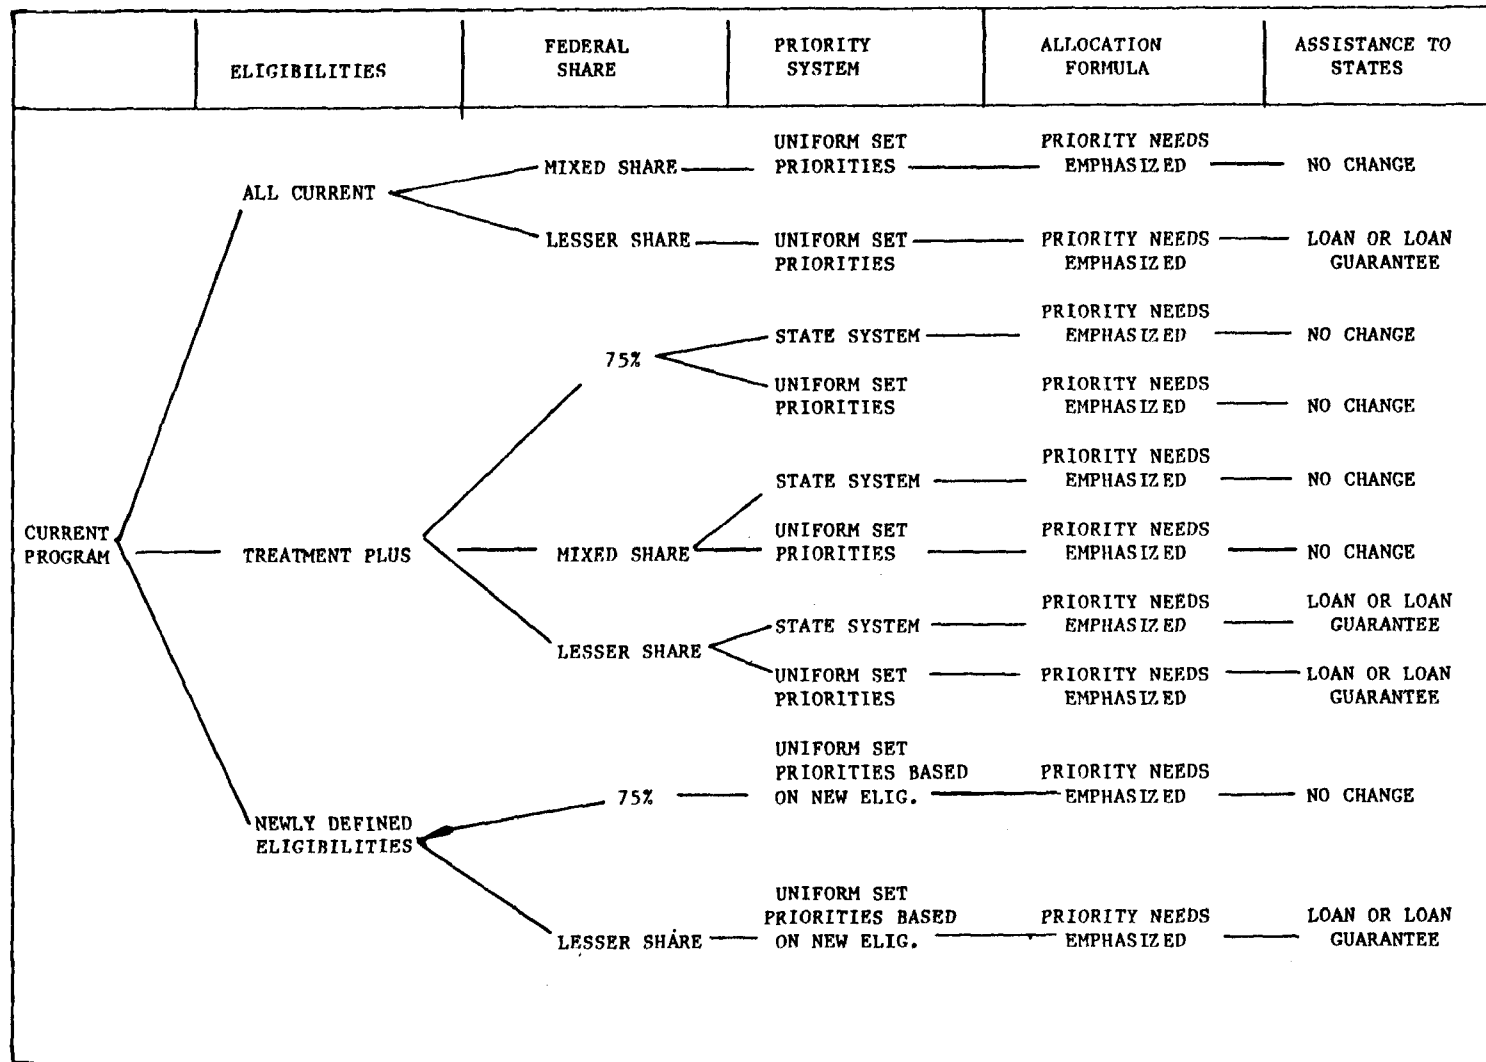 ELIGIBILITIES
FEDERAL
SHARE
PRIORITY
SYSTEM
ALLOCATION
FORMULA
ASSISTANCE TO
STATES
CURRENT
PROGRAM
ALL CURRENT
MIXED SHARE
UNIFORM SET
PRIORITIES
PRIORITY NEEDS
EMPHASIZED
NO CHANGE
LESSER SHARE
UNIFORM SET
PRIORITIES
PRIORITY NEEDS
EMPHASIZED
LOAN OR LOAN
GUARANTEE
TREATMENT PLUS
75%
STATE SYSTEM
PRIORITY NEEDS
EMPHASIZED
NO CHANGE
UNIFORM SET
PRIORITIES
PRIORITY NEEDS
EMPHASIZED
NO CHANGE
MIXED SHARE
STATE SYSTEM
PRIORITY NEEDS
EMPHASIZED
NO CHANGE
UNIFORM SET
PRIORITIES
PRIORITY NEEDS
EMPHASIZED
NO CHANGE
LESSER SHARE
STATE SYSTEM
PRIORITY NEEDS
EMPHASIZED
LOAN OR LOAN
GUARANTEE
UNIFORM SET
PRIORITIES
PRIORITY NEEDS
EMPHASIZED
LOAN OR LOAN
GUARANTEE
NEWLY DEFINED
ELIGIBILITIES
75%
UNIFORM SET
PRIORITIES BASED
ON NEW ELIG.
PRIORITY NEEDS
EMPHASIZED
NO CHANGE
LESSER SHARE
UNIFORM SET
PRIORITIES BASED
ON NEW ELIG.
PRIORITY NEEDS
EMPHASIZED
LOAN OR LOAN
GUARANTEE